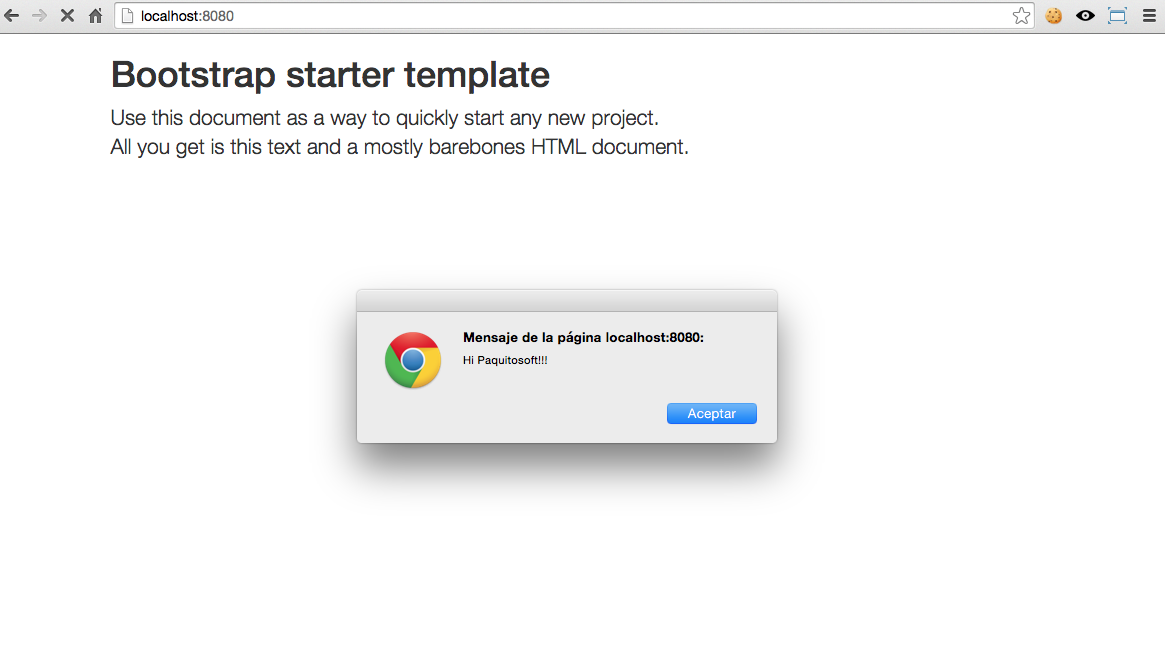 localhost:8080
Bootstrap starter template
Use this document as a way to quickly start any new project.
All you get is this text and a mostly barebones HTML document.
Mensaje de la página localhost:8080:
Hi Paquitosoft!!!
Aceptar